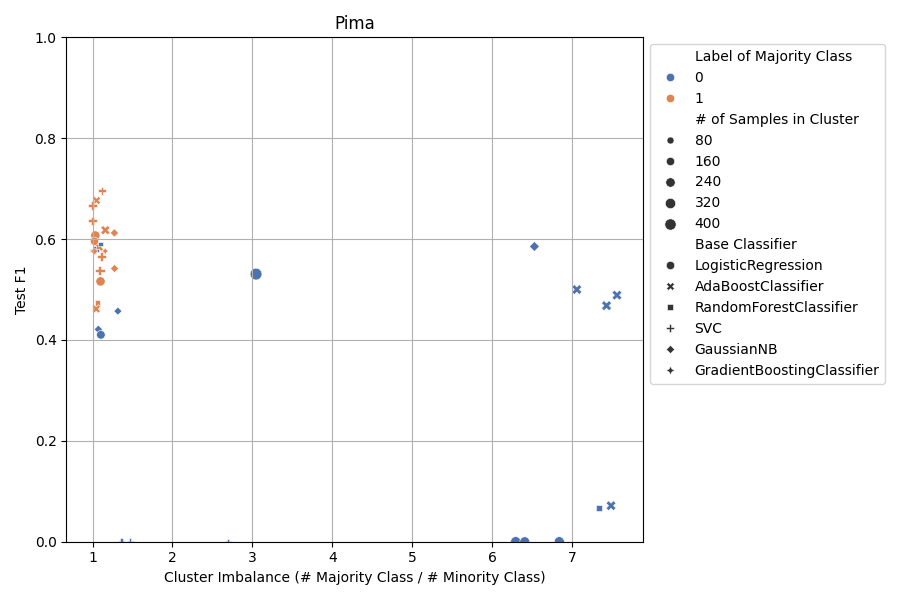 Pima
1.0
0.8
0.6
0.4
0.2
0.0
Test F1
1 2 3 4 5 6 7
Cluster Imbalance (# Majority Class / # Minority Class)
Label of Majority Class
0
1
# of Samples in Cluster
80
160
240
320
400
Base Classifier
LogisticRegression
AdaBoostClassifier
RandomForestClassifier
SVC
GaussianNB
GradientBoostingClassifier